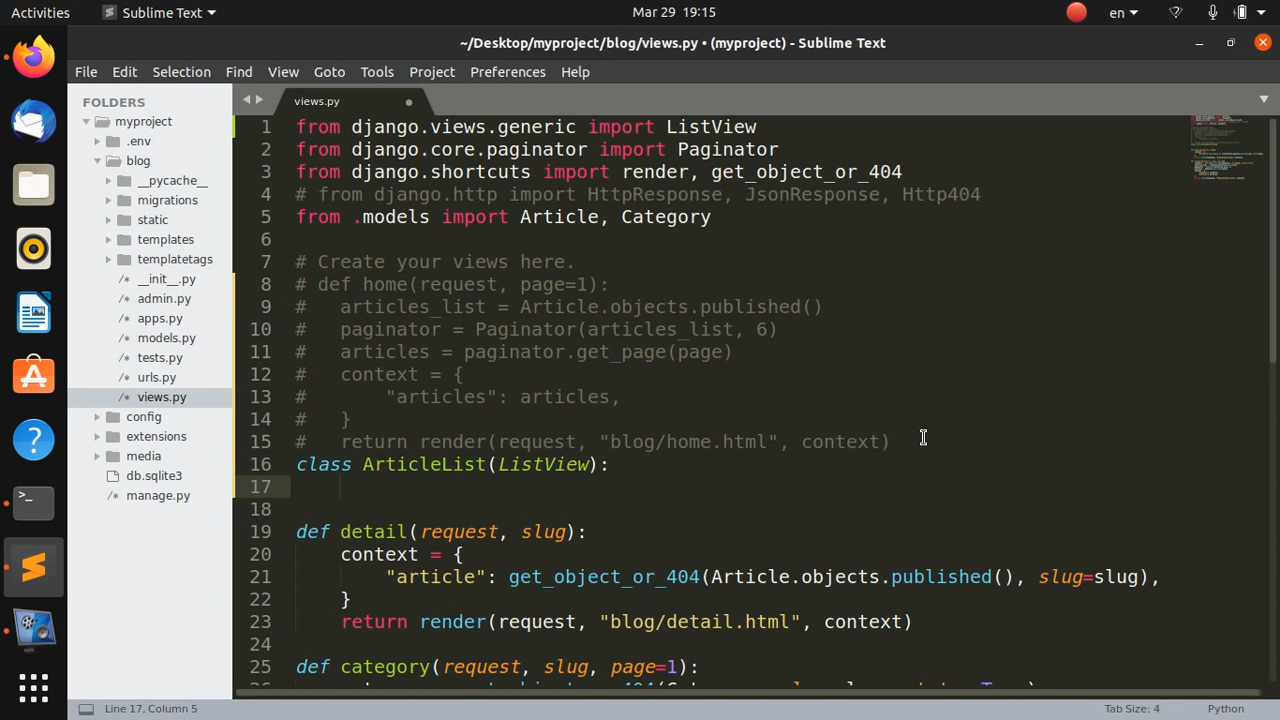 Activities
Sublime Text
Mar 29 19:15
en
~/Desktop/myproject/blog/views.py • (myproject) - Sublime Text
File Edit Selection Find View Goto Tools Project Preferences Help
FOLDERS
myproject
.env
blog
__pycache__
migrations
static
templates
templatetags
__init__.py
admin.py
apps.py
models.py
tests.py
urls.py
views.py
config
extensions
media
db.sqlite3
manage.py
views.py
1 from django.views.generic import ListView
2 from django.core.paginator import Paginator
3 from django.shortcuts import render, get_object_or_404
4 # from django.http import HttpResponse, JsonResponse, Http404
5 from .models import Article, Category
6
7 # Create your views here.
8 # def home(request, page=1):
9 #   articles_list = Article.objects.published()
10 #   paginator = Paginator(articles_list, 6)
11 #   articles = paginator.get_page(page)
12 #   context = {
13 #       "articles": articles,
14 #   }
15 #   return render(request, "blog/home.html", context)
16 class ArticleList(ListView):
17
18
19 def detail(request, slug):
20     context = {
21         "article": get_object_or_404(Article.objects.published(), slug=slug),
22     }
23     return render(request, "blog/detail.html", context)
24
25 def category(request, slug, page=1):
Line 17, Column 5
Tab Size: 4
Python